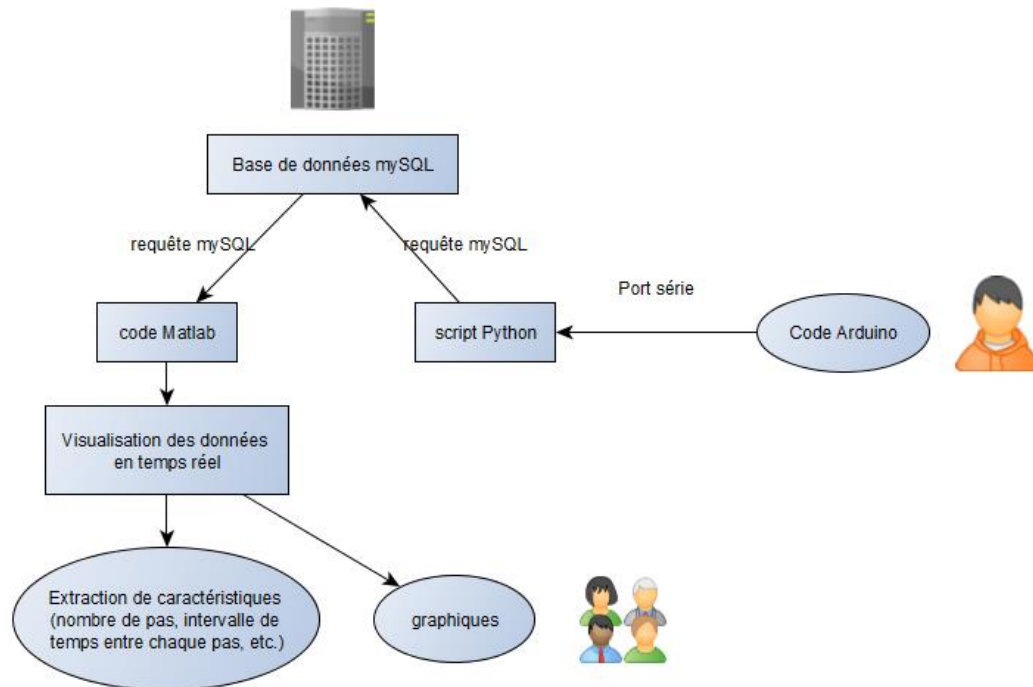 Base de données mySQL
requête mySQL
requête mySQL
Port série
code Matlab
script Python
Code Arduino
Visualisation des données
en temps réel
Extraction de caractéristiques
(nombre de pas, intervalle de
temps entre chaque pas, etc.)
graphiques